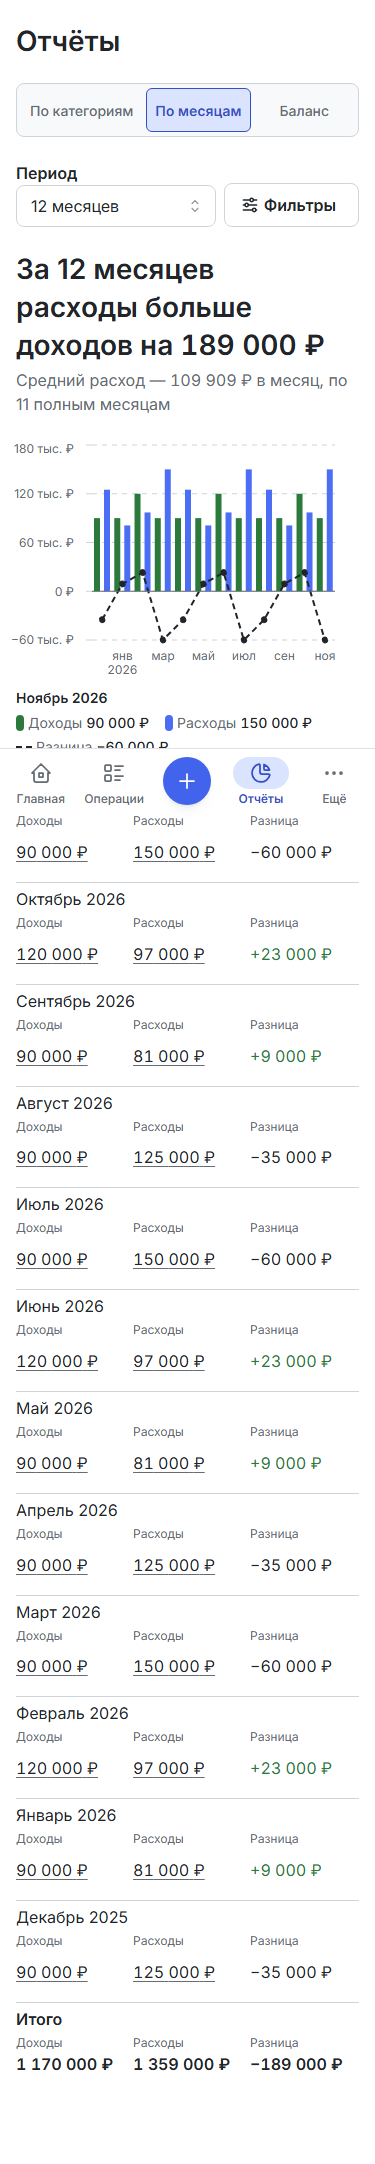 Отчёты
По категориям По месяцам Баланс
Период
12 месяцев Фильтры
За 12 месяцев
расходы больше
доходов на 189 000 ₽
Средний расход — 109 909 ₽ в месяц, по
11 полным месяцам
180 тыс. ₽
120 тыс. ₽
60 тыс. ₽
0 ₽
−60 тыс. ₽
янв мар май июл сен ноя
2026
Ноябрь 2026
Доходы 90 000 ₽ Расходы 150 000 ₽
Разница −60 000 ₽
Главная Операции Отчёты Ещё
Доходы Расходы Разница
90 000 ₽ 150 000 ₽ −60 000 ₽
Октябрь 2026
Доходы Расходы Разница
120 000 ₽ 97 000 ₽ +23 000 ₽
Сентябрь 2026
Доходы Расходы Разница
90 000 ₽ 81 000 ₽ +9 000 ₽
Август 2026
Доходы Расходы Разница
90 000 ₽ 125 000 ₽ −35 000 ₽
Июль 2026
Доходы Расходы Разница
90 000 ₽ 150 000 ₽ −60 000 ₽
Июнь 2026
Доходы Расходы Разница
120 000 ₽ 97 000 ₽ +23 000 ₽
Май 2026
Доходы Расходы Разница
90 000 ₽ 81 000 ₽ +9 000 ₽
Апрель 2026
Доходы Расходы Разница
90 000 ₽ 125 000 ₽ −35 000 ₽
Март 2026
Доходы Расходы Разница
90 000 ₽ 150 000 ₽ −60 000 ₽
Февраль 2026
Доходы Расходы Разница
120 000 ₽ 97 000 ₽ +23 000 ₽
Январь 2026
Доходы Расходы Разница
90 000 ₽ 81 000 ₽ +9 000 ₽
Декабрь 2025
Доходы Расходы Разница
90 000 ₽ 125 000 ₽ −35 000 ₽
Итого
Доходы Расходы Разница
1 170 000 ₽ 1 359 000 ₽ −189 000 ₽